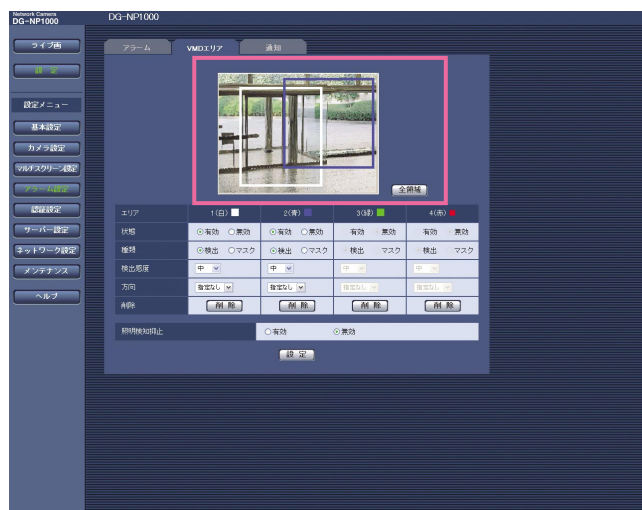 Network Camera
DG-NP1000
DG-NP1000
ライブ画
設 定
設定メニュー
基本設定
カメラ設定
マルチスクリーン設定
アラーム設定
認証設定
サーバー設定
ネットワーク設定
メンテナンス
ヘルプ
アラーム VMDエリア 通知
全領域
エリア 1(白) 2(青) 3(緑) 4(赤)
状態 有効 無効 有効 無効 有効 無効 有効 無効
種類 検出 マスク 検出 マスク 検出 マスク 検出 マスク
検出感度 中 中 中 中
方向 指定なし 指定なし 指定なし 指定なし
削除 削 除 削 除 削 除 削 除
照明検知抑止 有効 無効
設 定